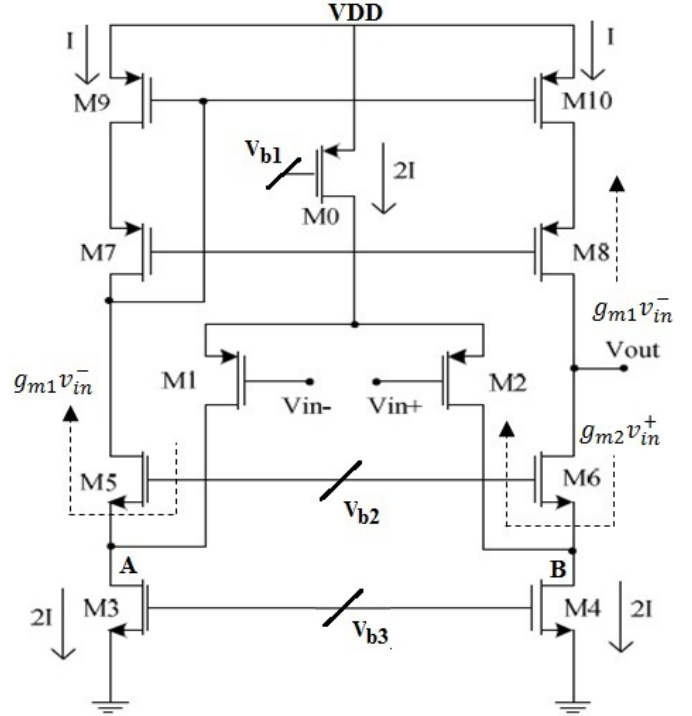 VDD
I
I
M9
M10
Vb1
2I
M0
M7
M8
gm1vin−
Vout
gm1vin−
M1
M2
Vin-
Vin+
gm2vin+
M5
M6
Vb2
A
B
2I
M3
M4
2I
Vb3